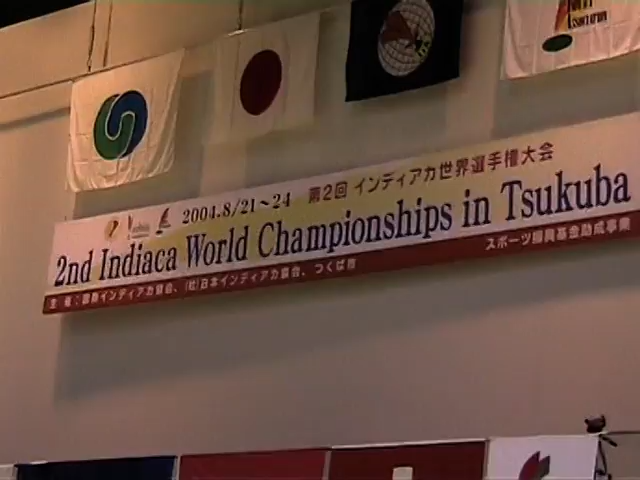 ASSOCIATION
2004.8/21~24 第2回 インディアカ世界選手権大会
2nd Indiaca World Championships in Tsukuba
主 催：国際インディアカ協会、(社)日本インディアカ協会、つくば市
スポーツ振興基金助成事業